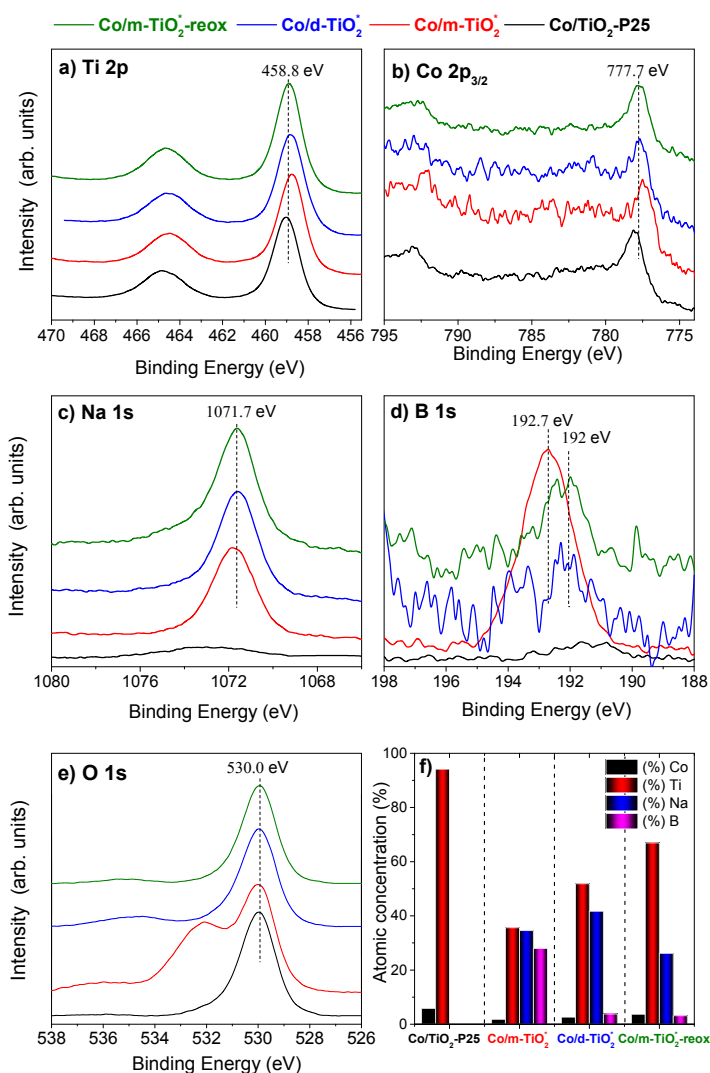 Co/m-TiO₂*-reox Co/d-TiO₂* Co/m-TiO₂* Co/TiO₂-P25
a) Ti 2p
458.8 eV
Intensity (arb. units)
470 468 466 464 462 460 458 456
Binding Energy (eV)
b) Co 2p₃/₂
777.7 eV
795 790 785 780 775
Binding Energy (eV)
c) Na 1s
1071.7 eV
Intensity (arb. units)
1080 1076 1072 1068
Binding Energy (eV)
d) B 1s
192.7 eV
192 eV
198 196 194 192 190 188
Binding Energy (eV)
e) O 1s
530.0 eV
Intensity (arb. units)
538 536 534 532 530 528 526
Binding Energy (eV)
f)
(%) Co
(%) Ti
(%) Na
(%) B
Atomic concentration (%)
100
80
60
40
20
0
Co/TiO₂-P25 Co/m-TiO₂* Co/d-TiO₂* Co/m-TiO₂*-reox